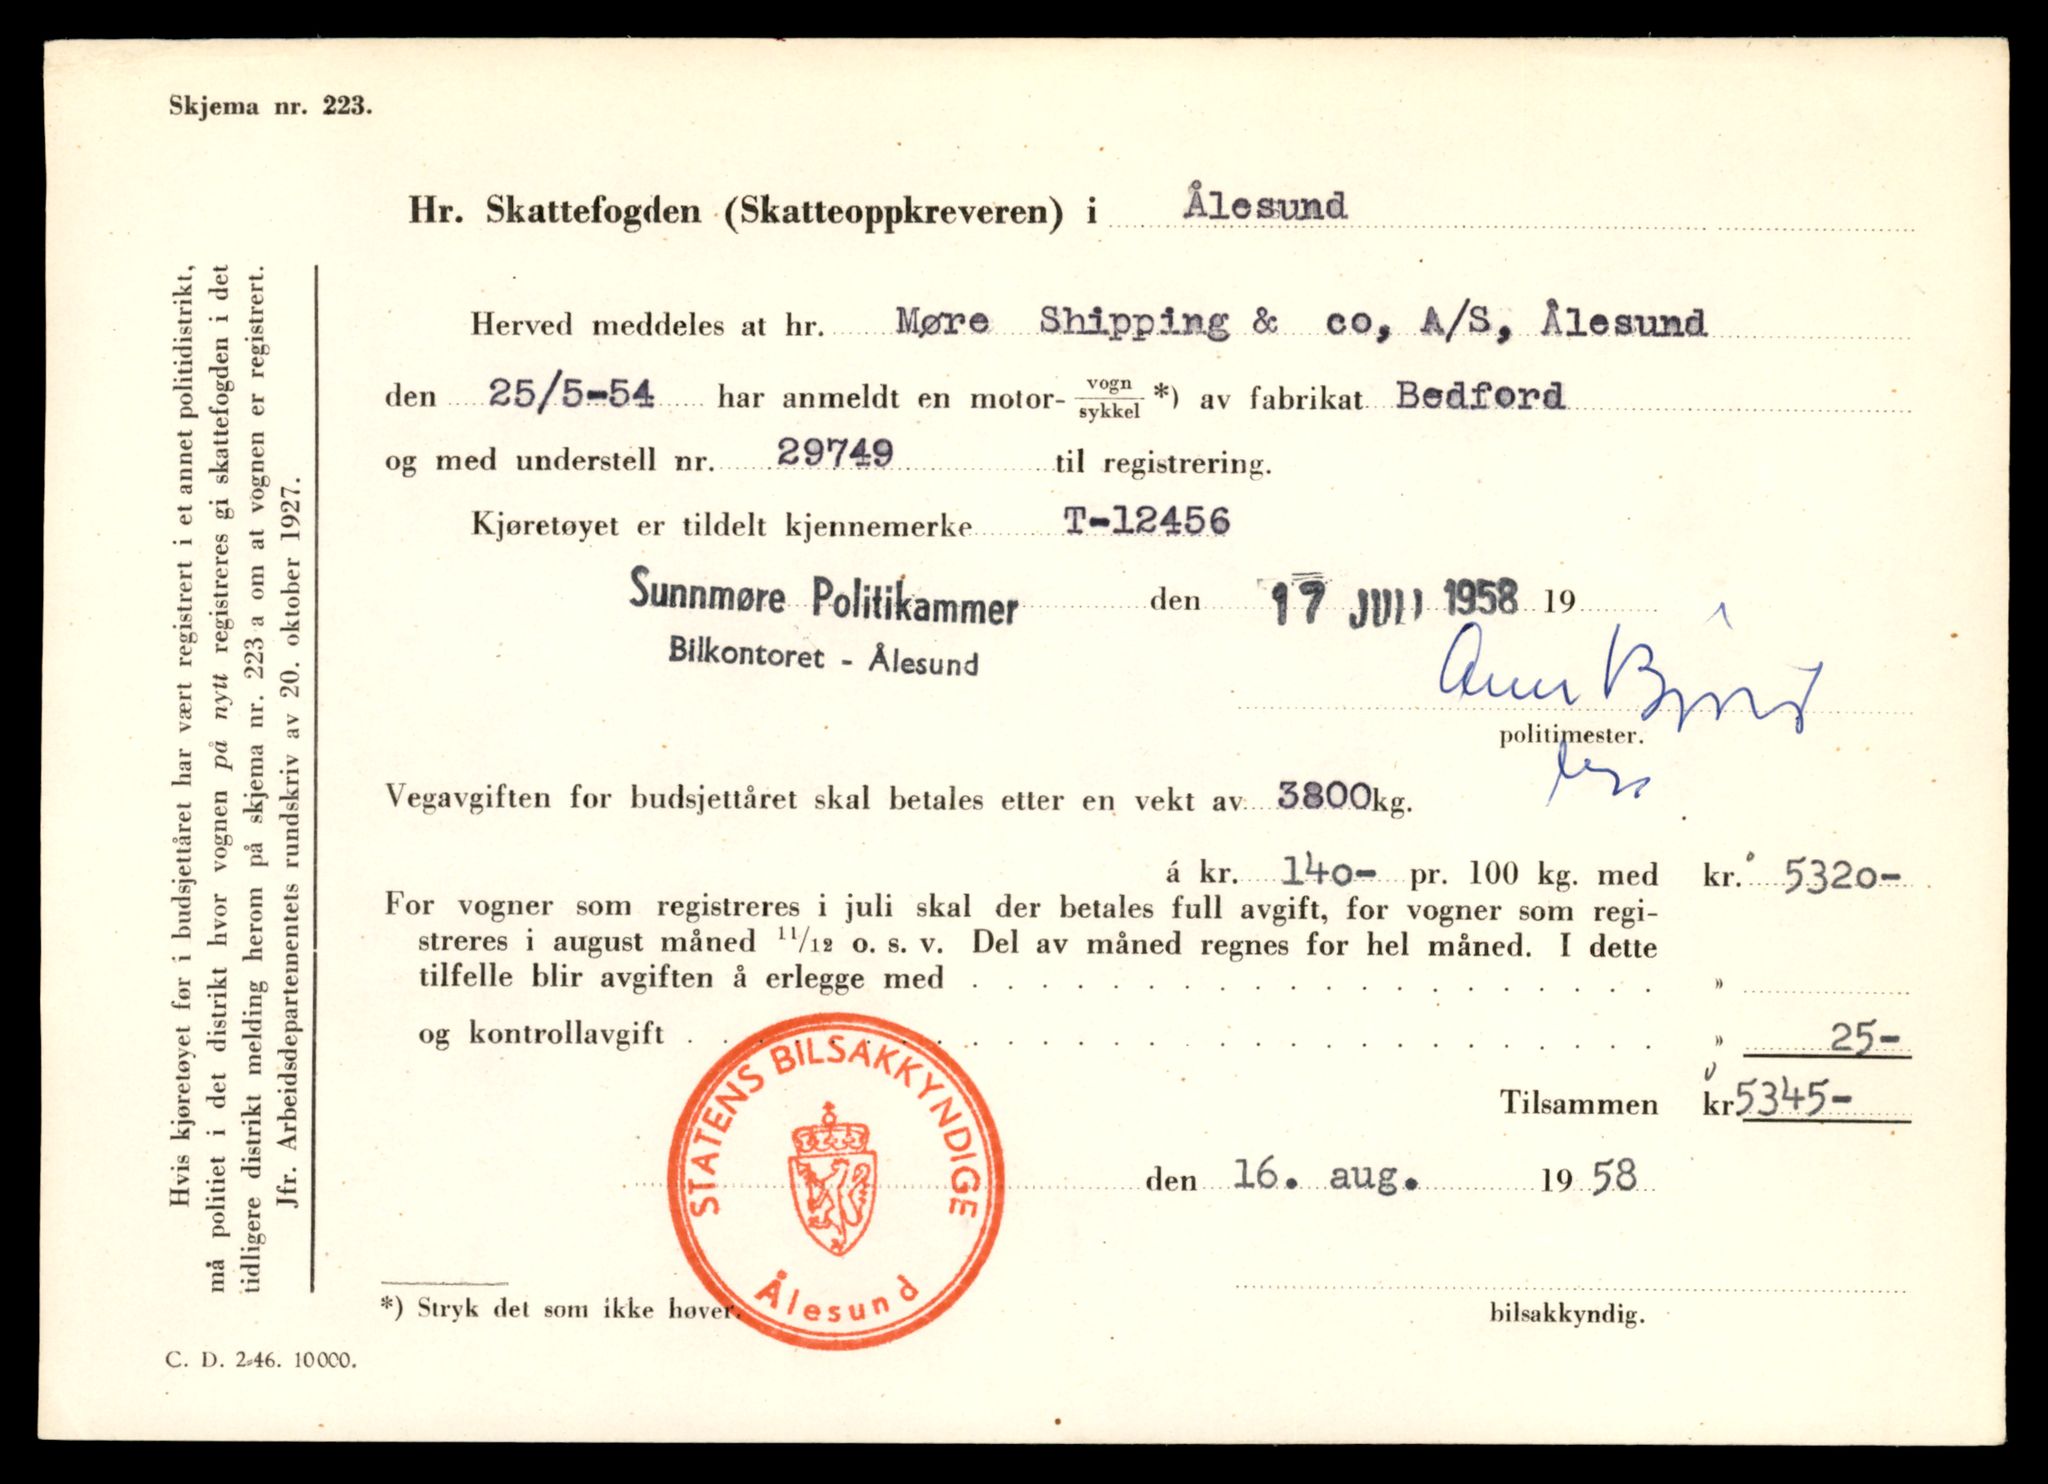 Skjema nr. 223.
Hr. Skattefogden (Skatteoppkreveren) i Ålesund
Herved meddeles at hr. Møre Shipping & co, A/S, Ålesund
den 25/5-54 har anmeldt en motor- vogn/sykkel *) av fabrikat Bedford
og med understell nr. 29749 til registrering.
Kjøretøyet er tildelt kjennemerke T-12456
Sunnmøre Politikammer den 17 JULI 1958 19
Bilkontoret - Ålesund
politimester.
Vegavgiften for budsjettåret skal betales etter en vekt av 3800 kg.
á kr. 140- pr. 100 kg. med kr. 5320-
For vogner som registreres i juli skal der betales full avgift, for vogner som regi-
streres i august måned 11/12 o. s. v. Del av måned regnes for hel måned. I dette
tilfelle blir avgiften å erlegge med »
og kontrollavgift » 25-
Tilsammen kr 5345-
den 16. aug. 1958
STATENS BILSAKKYNDIGE
Ålesund
bilsakkyndig.
*) Stryk det som ikke høver.
C. D. 2-46. 10000.
Hvis kjøretøyet før i budsjettåret har vært registrert i et annet politidistrikt,
må politiet i det distrikt hvor vognen på nytt registreres gi skattefogden i det
tidligere distrikt melding herom på skjema nr. 223 a om at vognen er registrert.
Jfr. Arbeidsdepartementets rundskriv av 20. oktober 1927.